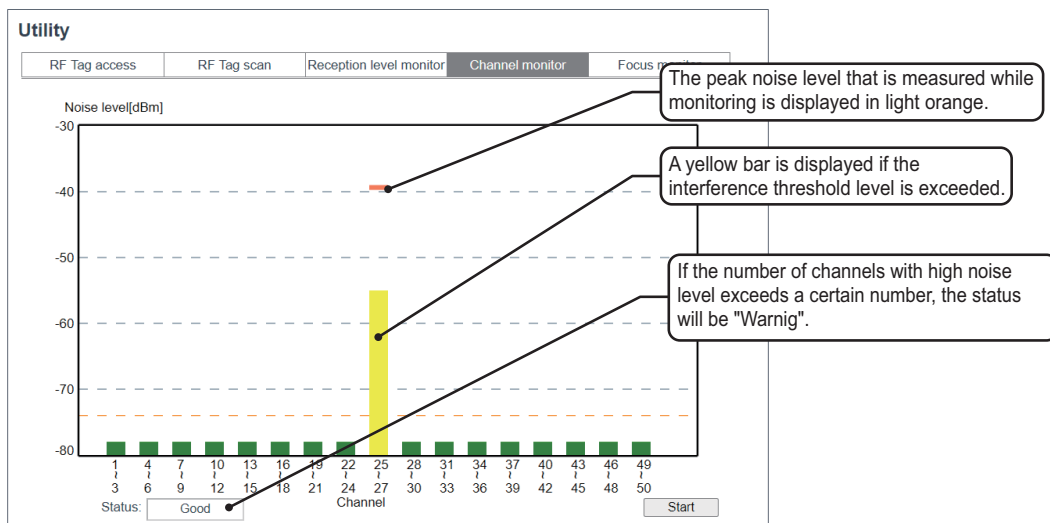 Utility
RF Tag access
RF Tag scan
Reception level monitor
Channel monitor
Focus
Noise level[dBm]
-30
-40
-50
-60
-70
-80
The peak noise level that is measured while
monitoring is displayed in light orange.
A yellow bar is displayed if the
interference threshold level is exceeded.
If the number of channels with high noise
level exceeds a certain number, the status
will be "Warnig".
1 4 7 10 13 16 19 22 25 28 31 34 37 40 43 46 49
~ ~ ~ ~ ~ ~ ~ ~ ~ ~ ~ ~ ~ ~ ~ ~ ~
3 6 9 12 15 18 21 24 27 30 33 36 39 42 45 48 50
Channel
Status: Good
Start